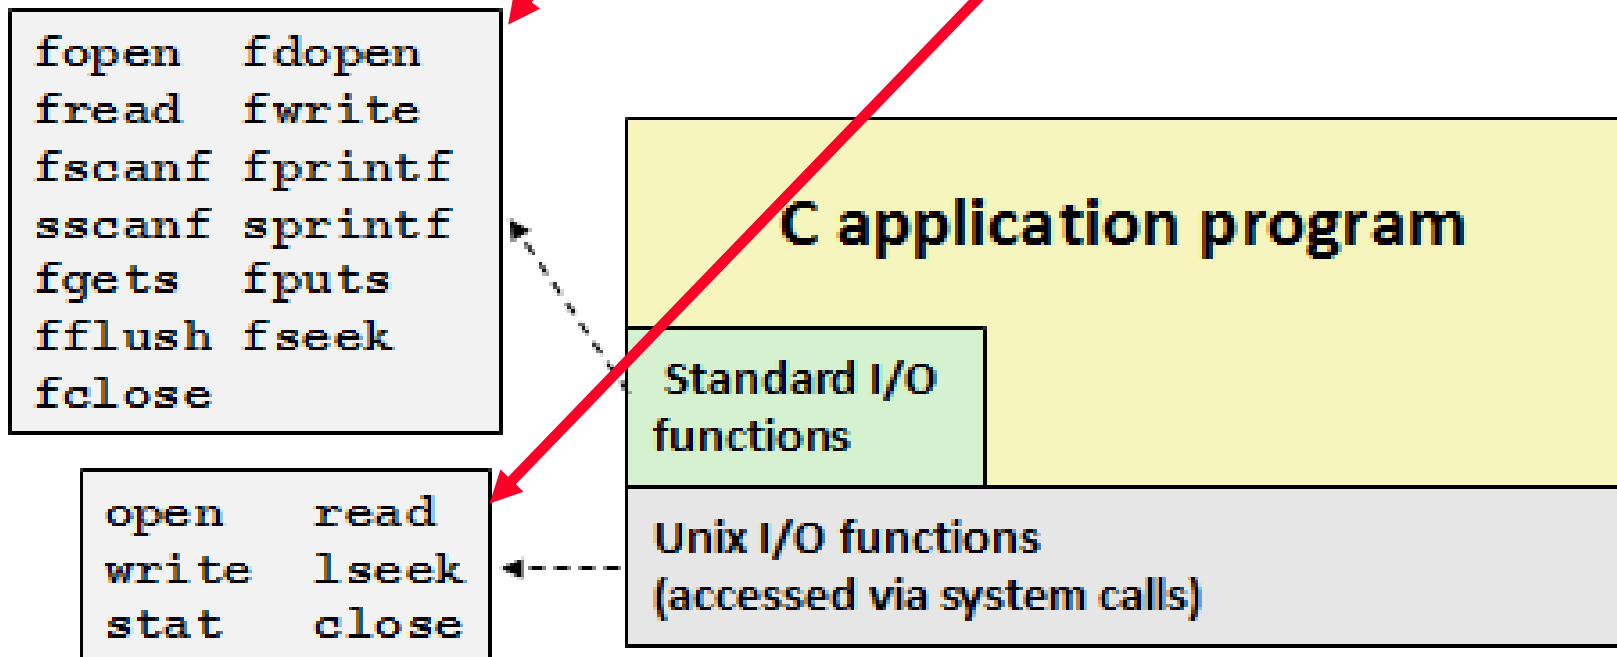 fopen fdopen
fread fwrite
fscanf fprintf
sscanf sprintf
fgets fputs
fflush fseek
fclose
C application program
Standard I/O
functions
open read
write lseek
stat close
Unix I/O functions
(accessed via system calls)